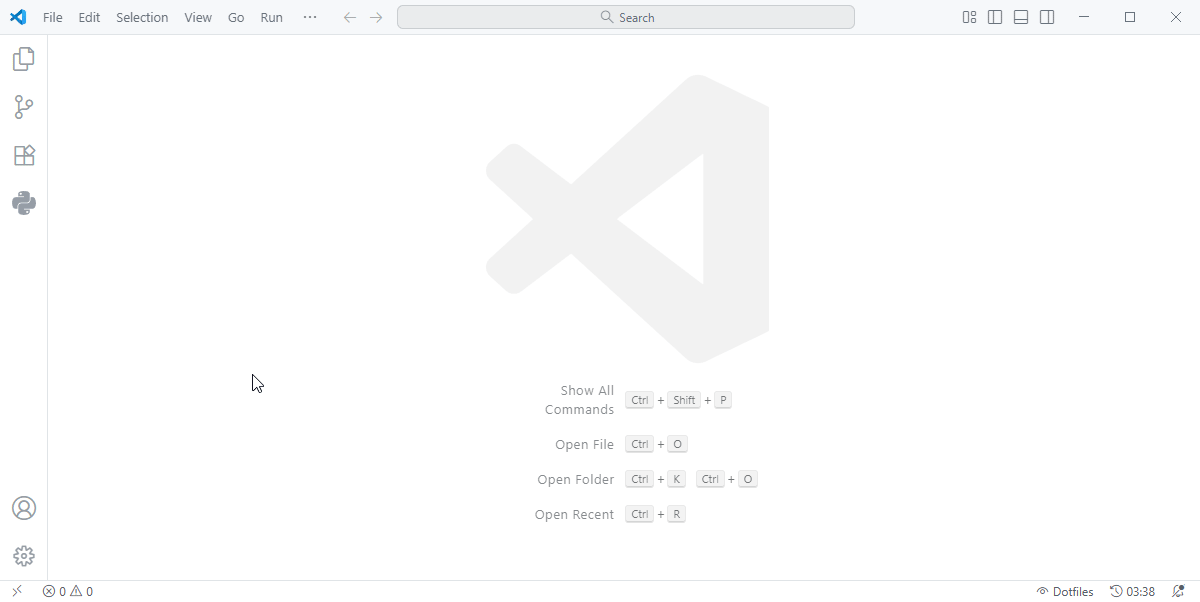 File Edit Selection View Go Run ··· Search
Show All
Commands Ctrl + Shift + P
Open File Ctrl + O
Open Folder Ctrl + K Ctrl + O
Open Recent Ctrl + R
0 0 Dotfiles 03:38